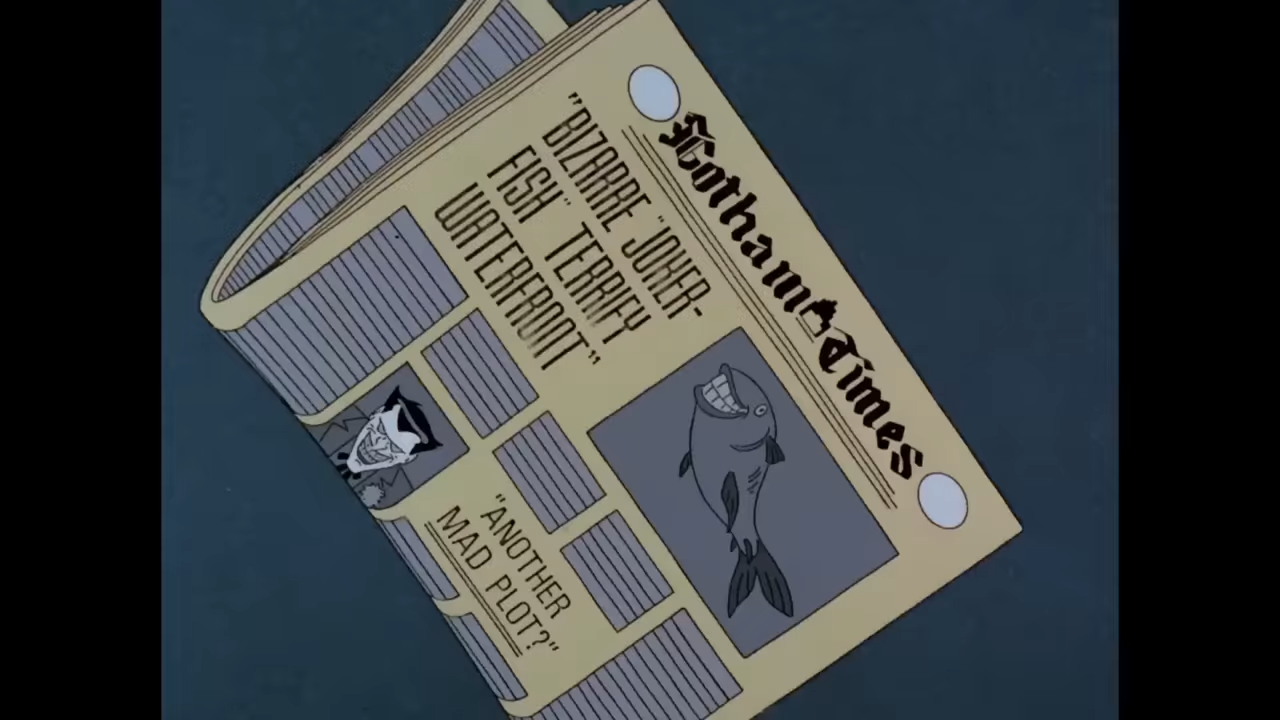 Gotham Times
"BIZARRE "JOKER-
FISH" TERRIFY
WATERFRONT"
"ANOTHER
MAD PLOT?"